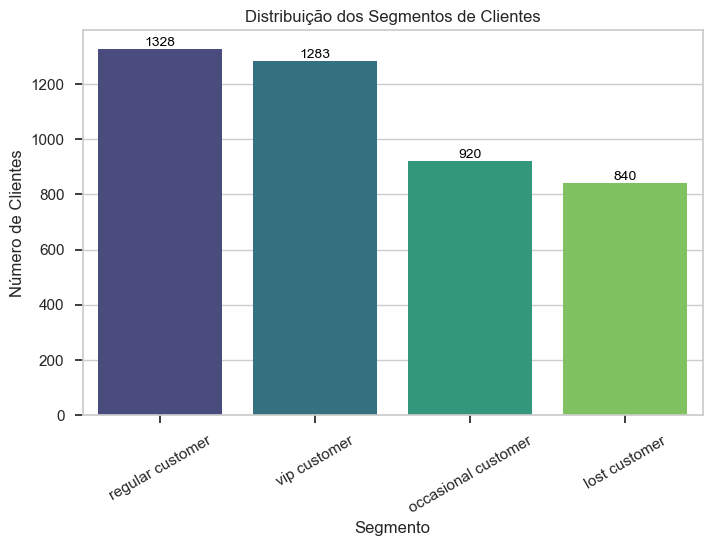 Distribuição dos Segmentos de Clientes
1328
1283
920
840
Número de Clientes
1200
1000
800
600
400
200
0
regular customer
vip customer
occasional customer
lost customer
Segmento